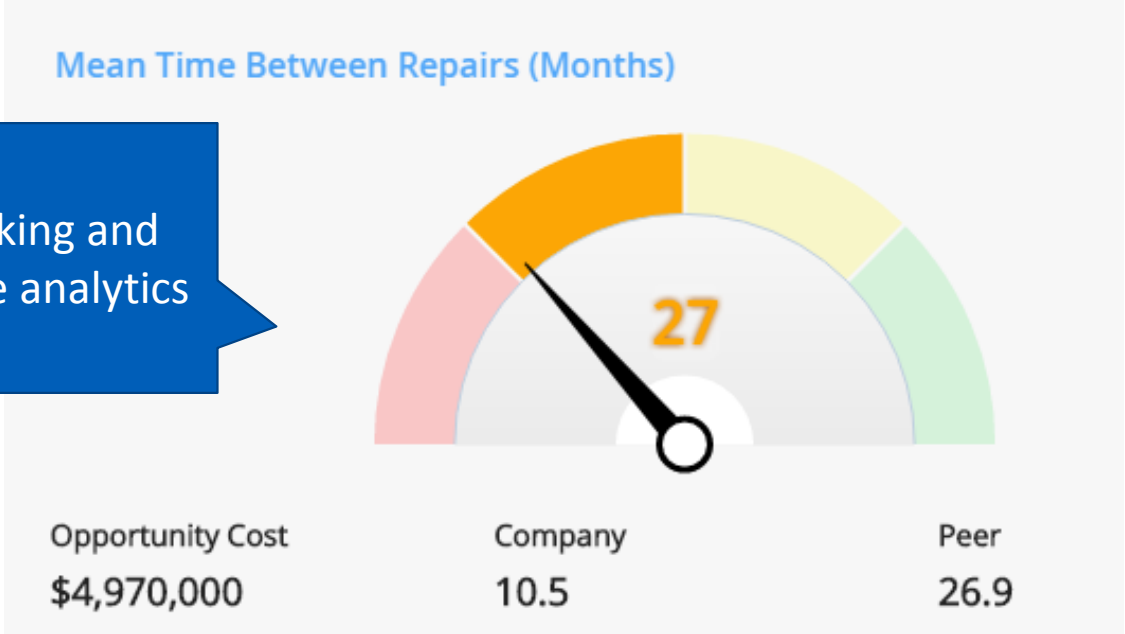 Mean Time Between Repairs (Months)
king and
e analytics
27
Opportunity Cost
Company
Peer
$4,970,000
10.5
26.9